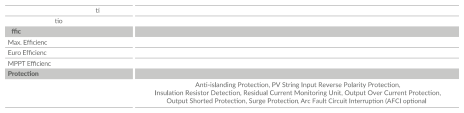 tl
tio
ffic
Max. Efficienc
Euro Efficienc
MPPT Efficienc
Protection
Anti-islanding Protection, PV String Input Reverse Polarity Protection,
Insulation Resistor Detection, Residual Current Monitoring Unit, Output Over Current Protection,
Output Shorted Protection, Surge Protection, Arc Fault Circuit Interruption (AFCI optional